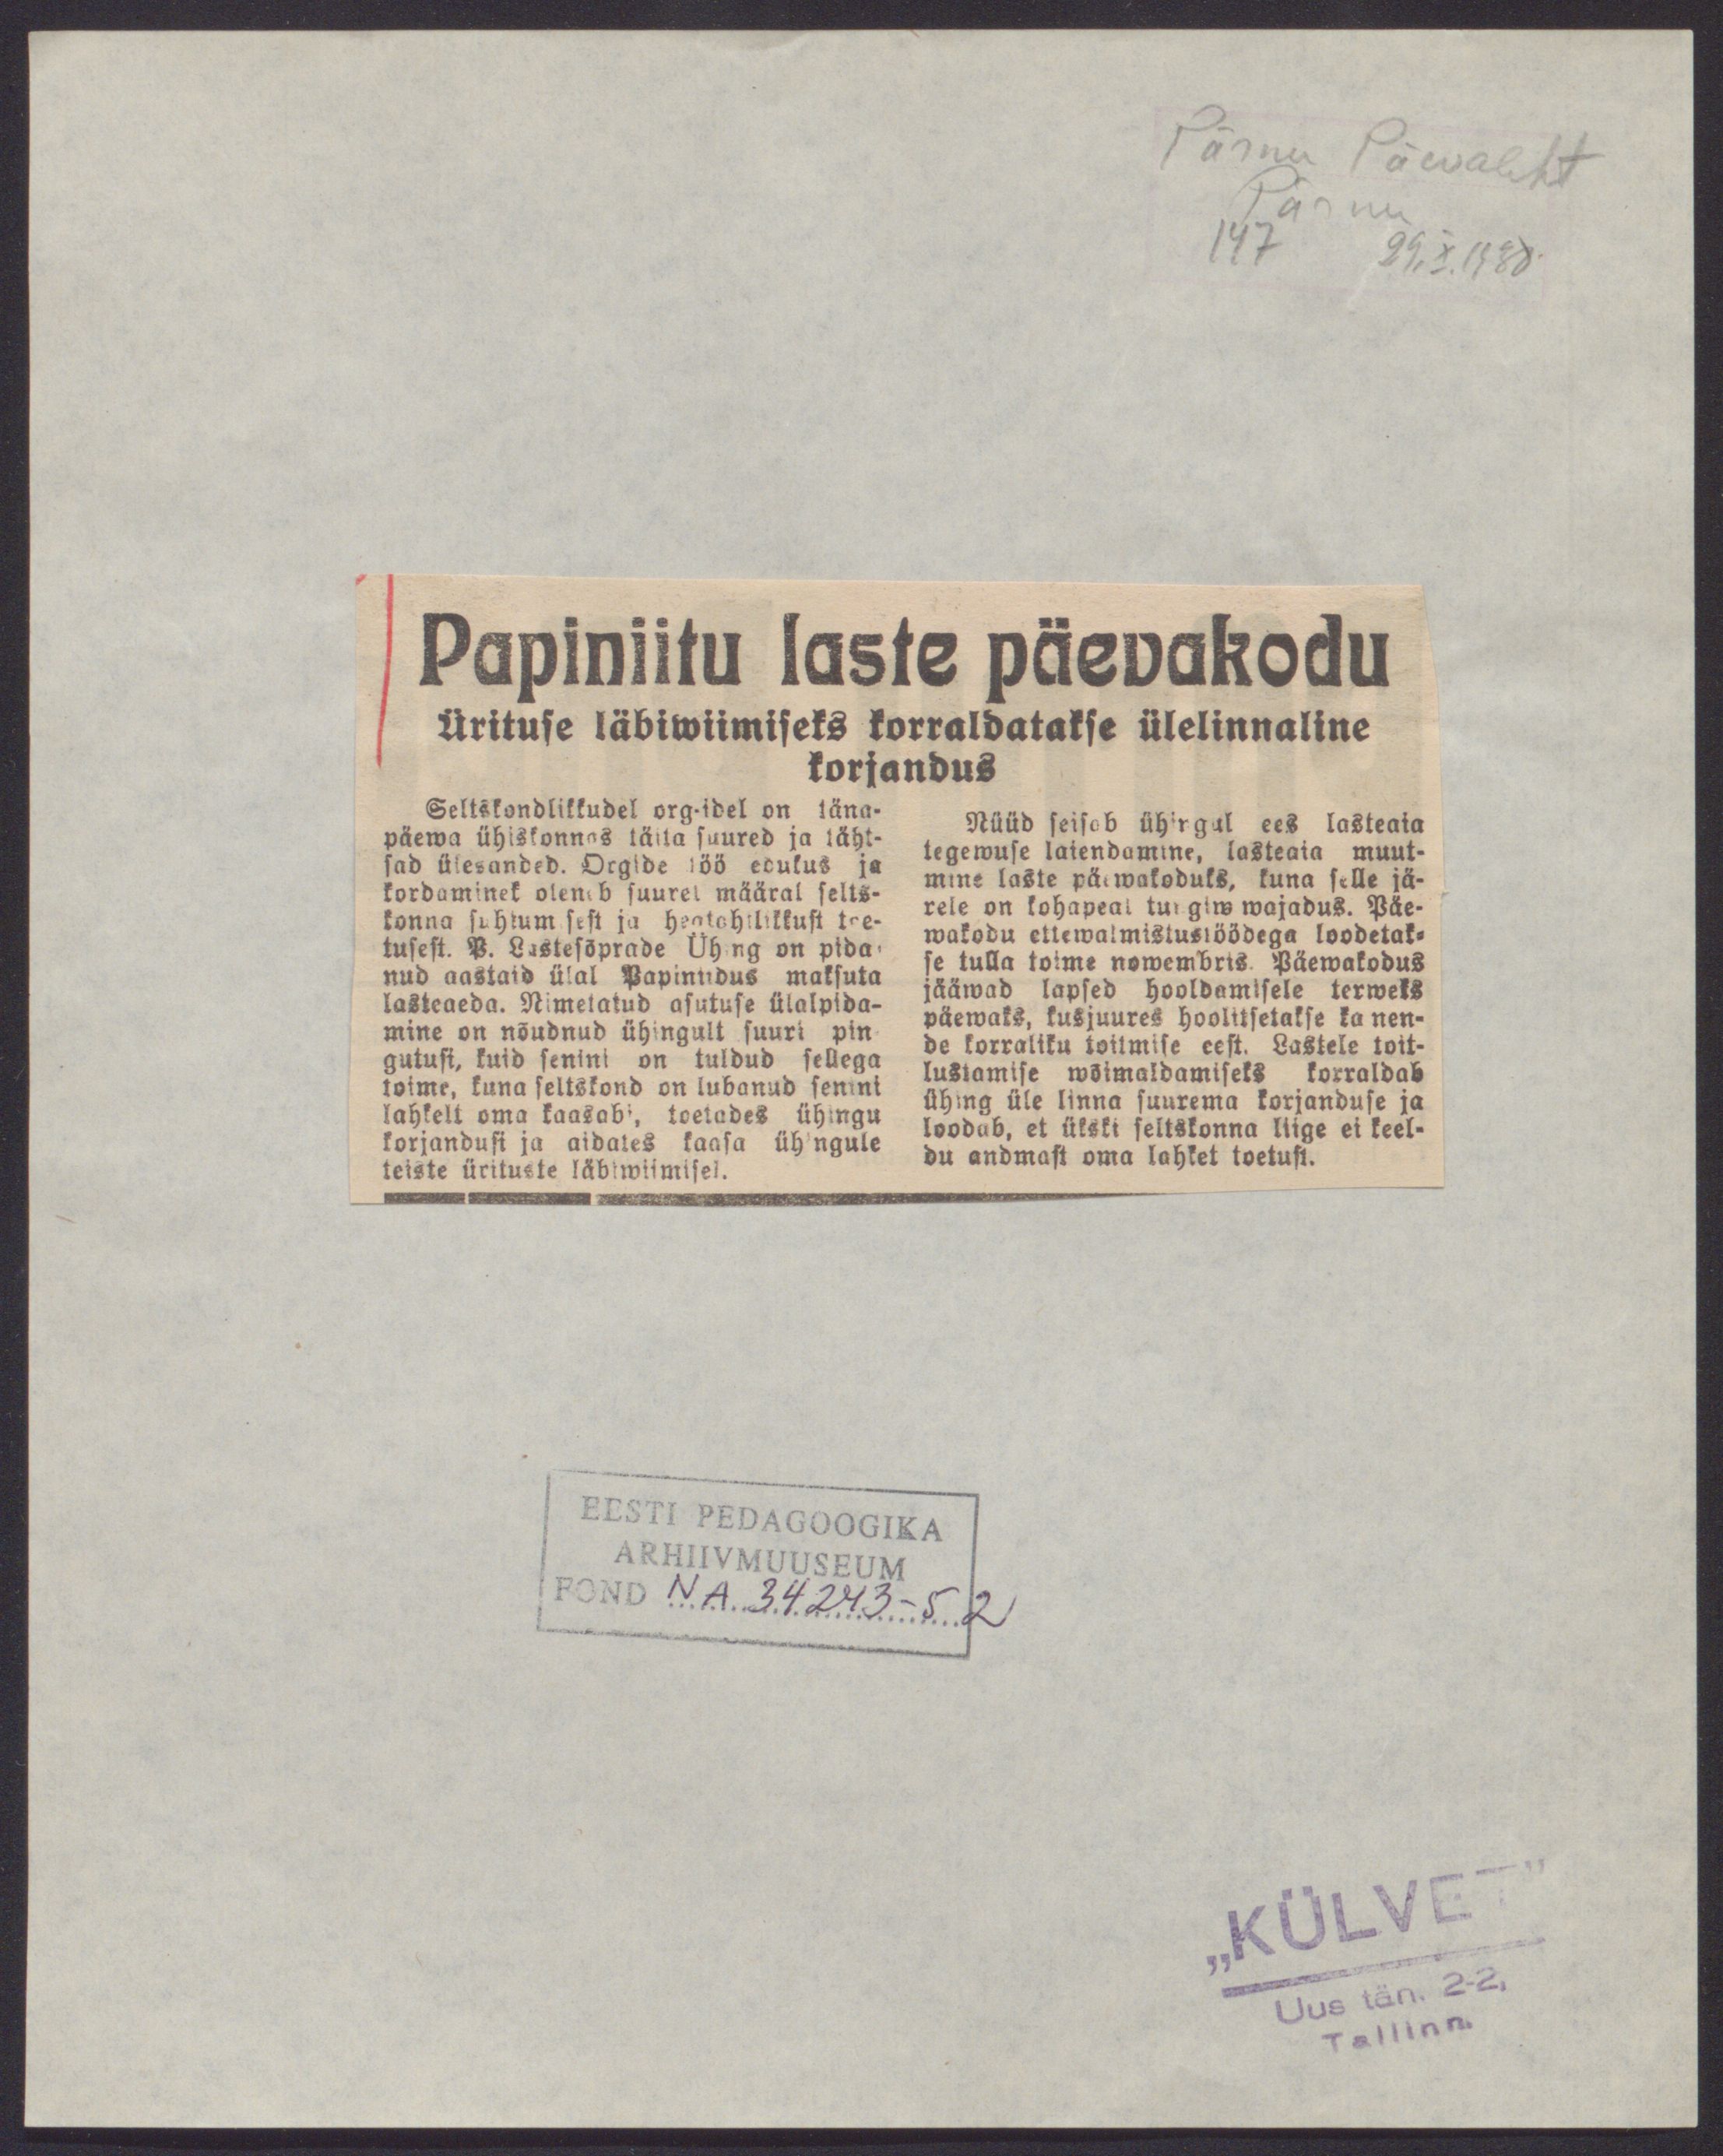 Pärnu Päevaleht
Pärnu
147 29.X.1938.
Papiniitu laste päevakodu
Ürituse läbiwiimiseks korraldatakse ülelinnaline
korjandus
Seltskondlikkudel org-idel on täna-
päewa ühiskonnas täita suured ja täht-
sad ülesanded. Orgide töö edukus ja
kordaminek oleneb suurel määral selts-
konna suhtumisest ja heatahtlikkust toe-
tusest. P. Lastesõprade Ühing on pida-
nud aastaid ülal Papiniidus maksuta
lasteaeda. Nimetatud asutuse ülalpida-
mine on nõudnud ühingult suuri pin
gutusi, kuid senini on tuldud sellega
toime, kuna seltskond on lubanud senini
lahkelt oma kaasabi, toetades ühingu
korjandusi ja aidates kaasa ühingule
teiste ürituste läbiwiimisel.
Nüüd seisab ühingul ees lasteaia
tegewuse laiendamine, lasteaia muut-
mine laste päewakoduks, kuna selle jä-
rele on kohapeal tungiw wajadus. Päe-
wakodu ettewalmistustöödega loodetak-
se tulla toime nowembris. Päewakodus
jääwad lapsed hooldamisele terweks
päewaks, kusjuures hoolitsetakse ka nen-
de korraliku toitmise eest. Lastele toit-
lustamise wõimaldamiseks korraldab
ühing üle linna suurema korjanduse ja
loodab, et ükski seltskonna liige ei keel-
du andmast oma lahket toetust.
EESTI PEDAGOOGIKA
ARHIIVMUUSEUM
FOND N.A. 34243-52
„KÜLVET"
Uus tän. 2-2,
Tallinn.